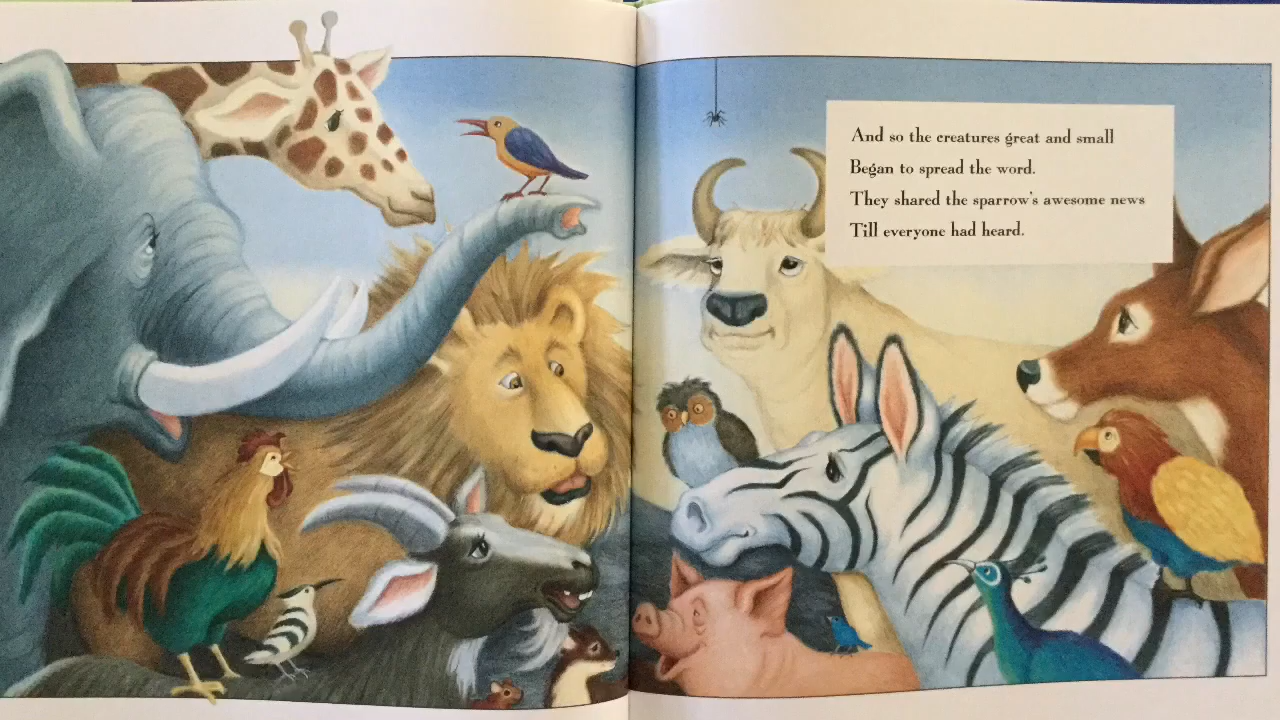 And so the creatures great and small
Began to spread the word.
They shared the sparrow's awesome news
Till everyone had heard.